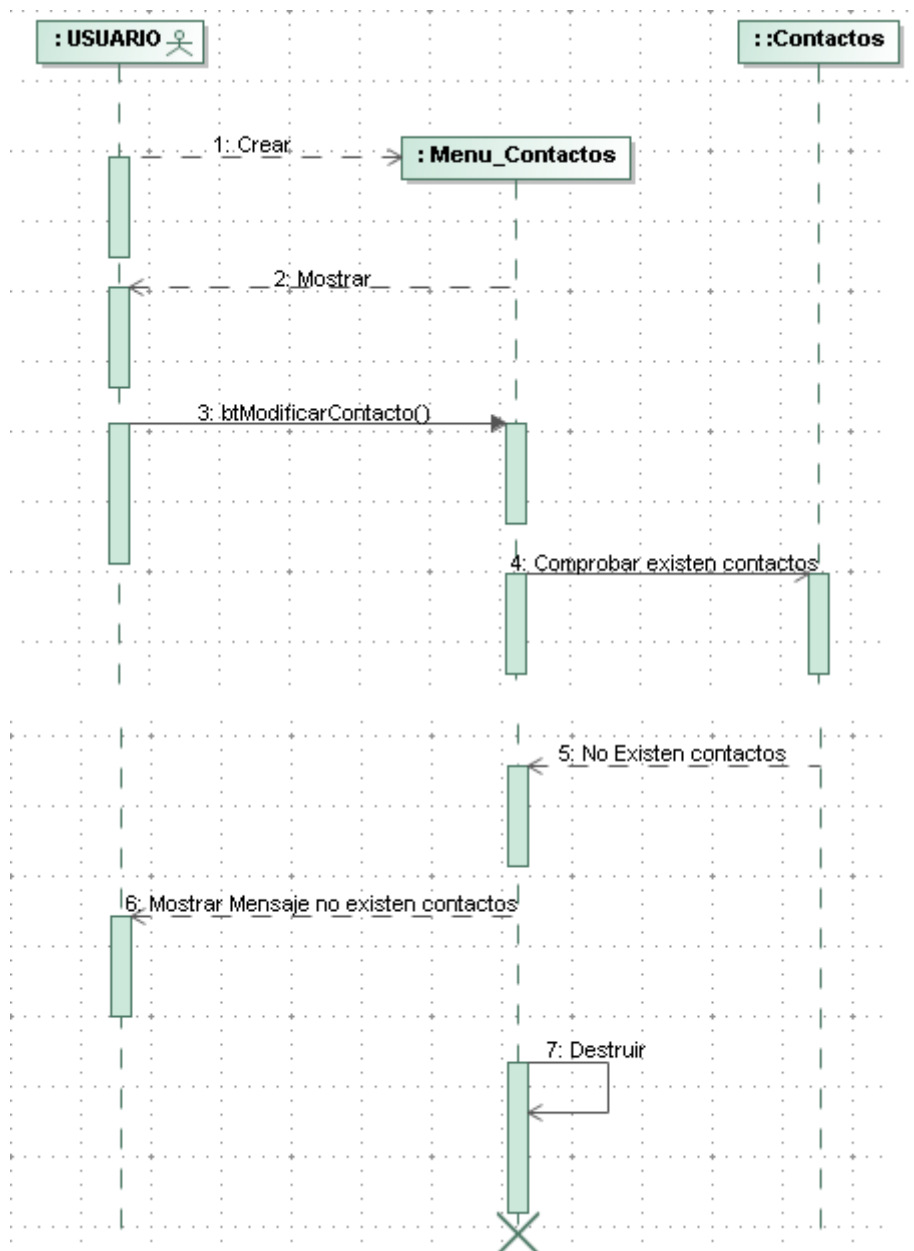 : USUARIO
: :Contactos
1: Crear
: Menu_Contactos
2: Mostrar
3: btModificarContacto()
4: Comprobar existen contactos
5: No Existen contactos
6: Mostrar Mensaje no existen contactos
7: Destruir